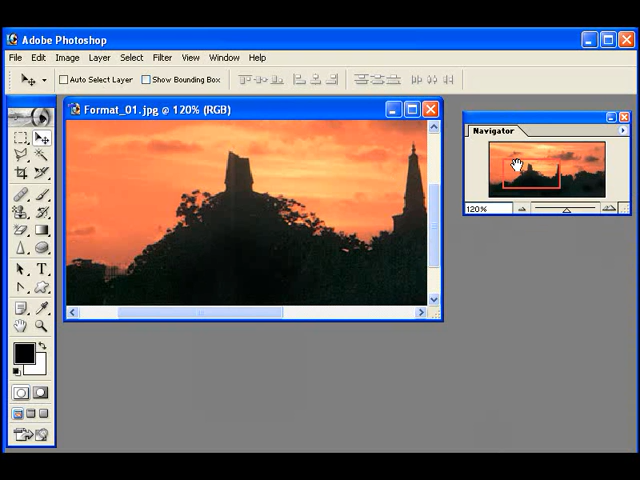 Adobe Photoshop
File Edit Image Layer Select Filter View Window Help
Auto Select Layer Show Bounding Box
Format_01.jpg @ 120% (RGB)
Navigator
120%